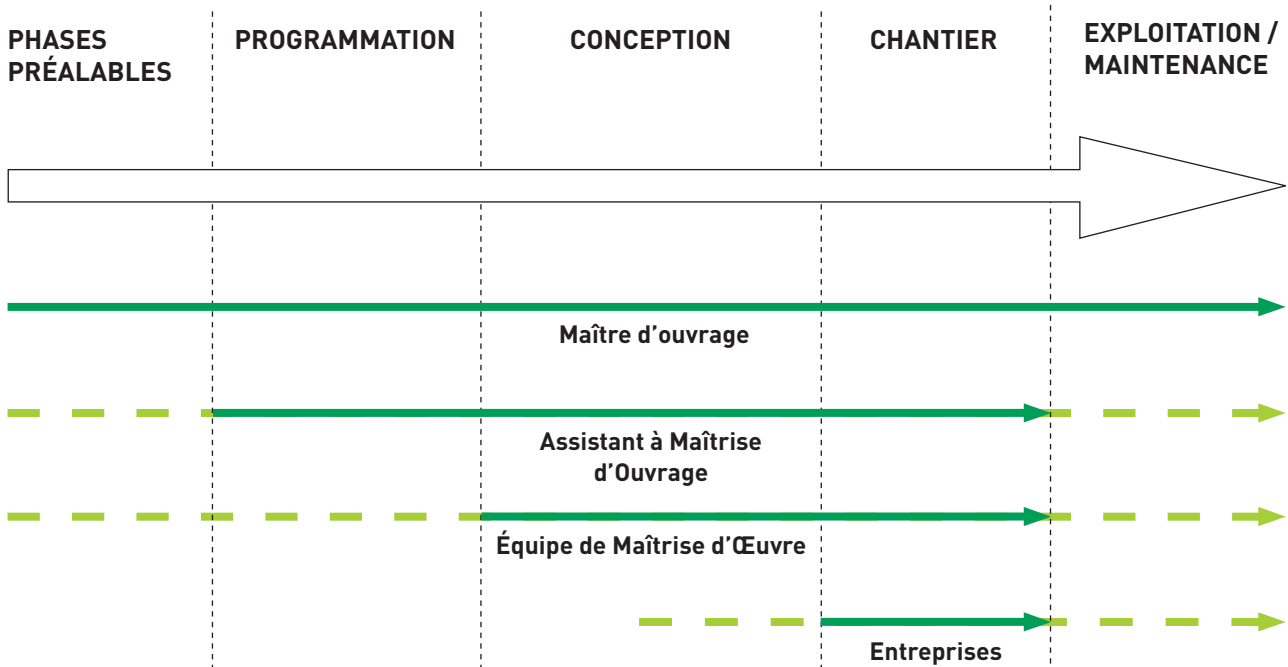 PHASES
PRÉALABLES
PROGRAMMATION
CONCEPTION
CHANTIER
EXPLOITATION /
MAINTENANCE
Maître d'ouvrage
Assistant à Maîtrise
d'Ouvrage
Équipe de Maîtrise d'Œuvre
Entreprises